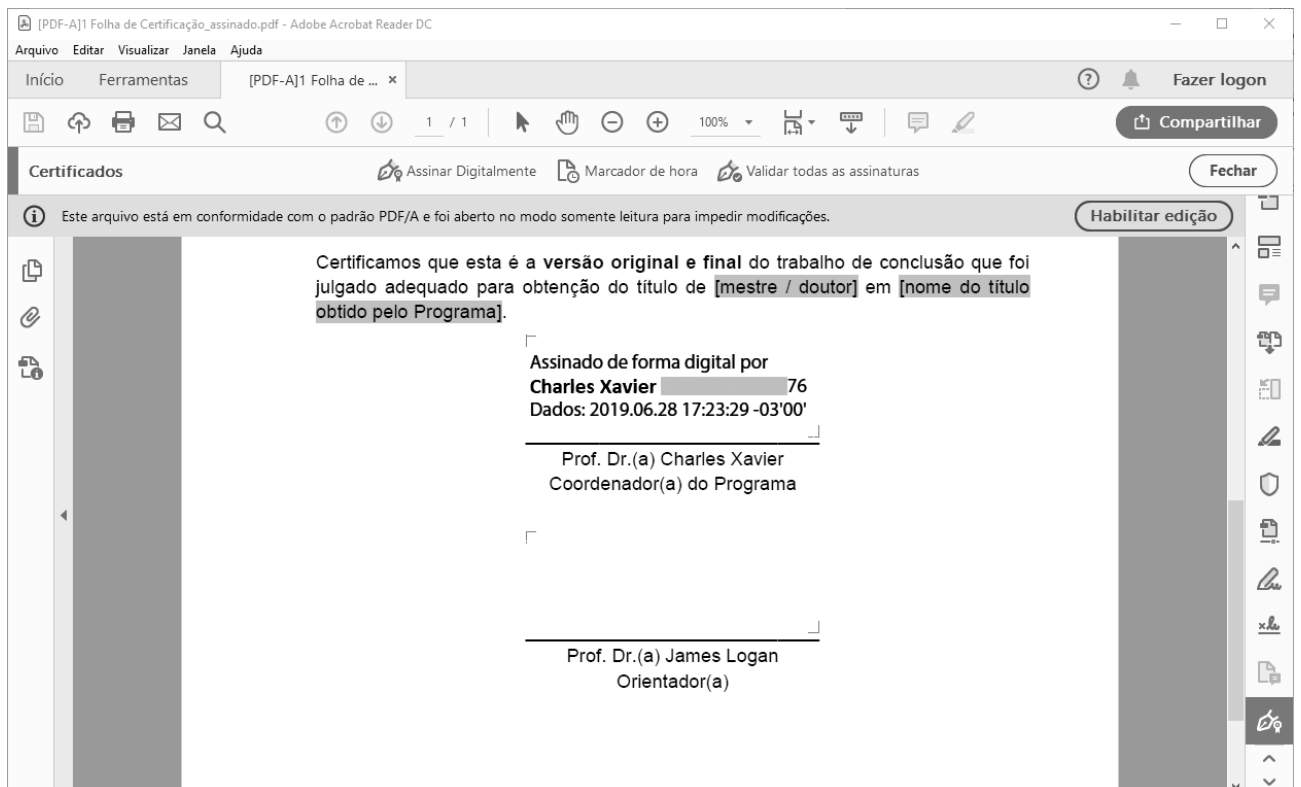 [PDF-A]1 Folha de Certificação_assinado.pdf - Adobe Acrobat Reader DC
Arquivo Editar Visualizar Janela Ajuda
Início Ferramentas [PDF-A]1 Folha de ... × Fazer logon
1 / 1 100% Compartilhar
Certificados Assinar Digitalmente Marcador de hora Validar todas as assinaturas Fechar
Este arquivo está em conformidade com o padrão PDF/A e foi aberto no modo somente leitura para impedir modificações. Habilitar edição
Certificamos que esta é a versão original e final do trabalho de conclusão que foi
julgado adequado para obtenção do título de [mestre / doutor] em [nome do título
obtido pelo Programa].
Assinado de forma digital por
Charles Xavier 76
Dados: 2019.06.28 17:23:29 -03'00'
Prof. Dr.(a) Charles Xavier
Coordenador(a) do Programa
Prof. Dr.(a) James Logan
Orientador(a)